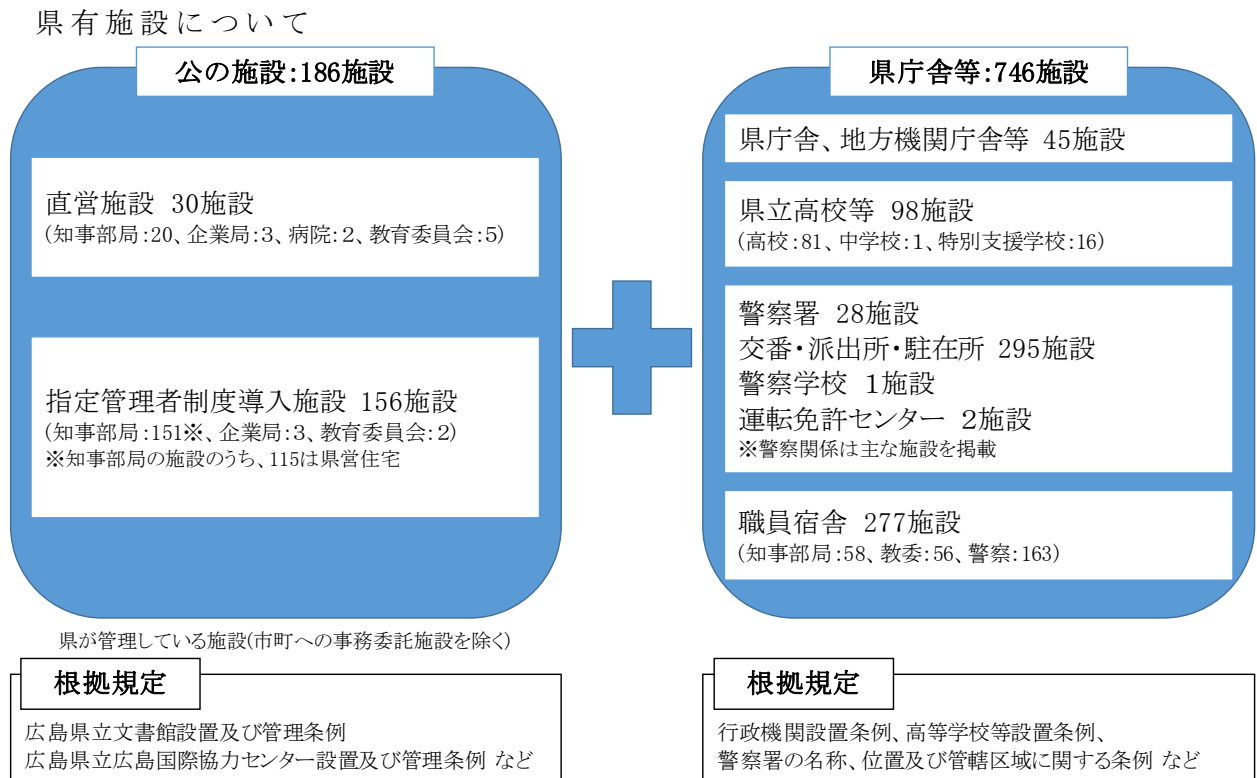 県有施設について
公の施設:186施設
直営施設 30施設
(知事部局:20、企業局:3、病院:2、教育委員会:5)
指定管理者制度導入施設 156施設
(知事部局:151※、企業局:3、教育委員会:2)
※知事部局の施設のうち、115は県営住宅
県が管理している施設(市町への事務委託施設を除く)
根拠規定
広島県立文書館設置及び管理条例
広島県立広島国際協力センター設置及び管理条例 など
県庁舎等:746施設
県庁舎、地方機関庁舎等 45施設
県立高校等 98施設
(高校:81、中学校:1、特別支援学校:16)
警察署 28施設
交番・派出所・駐在所 295施設
警察学校 1施設
運転免許センター 2施設
※警察関係は主な施設を掲載
職員宿舎 277施設
(知事部局:58、教委:56、警察:163)
根拠規定
行政機関設置条例、高等学校等設置条例、
警察署の名称、位置及び管轄区域に関する条例 など